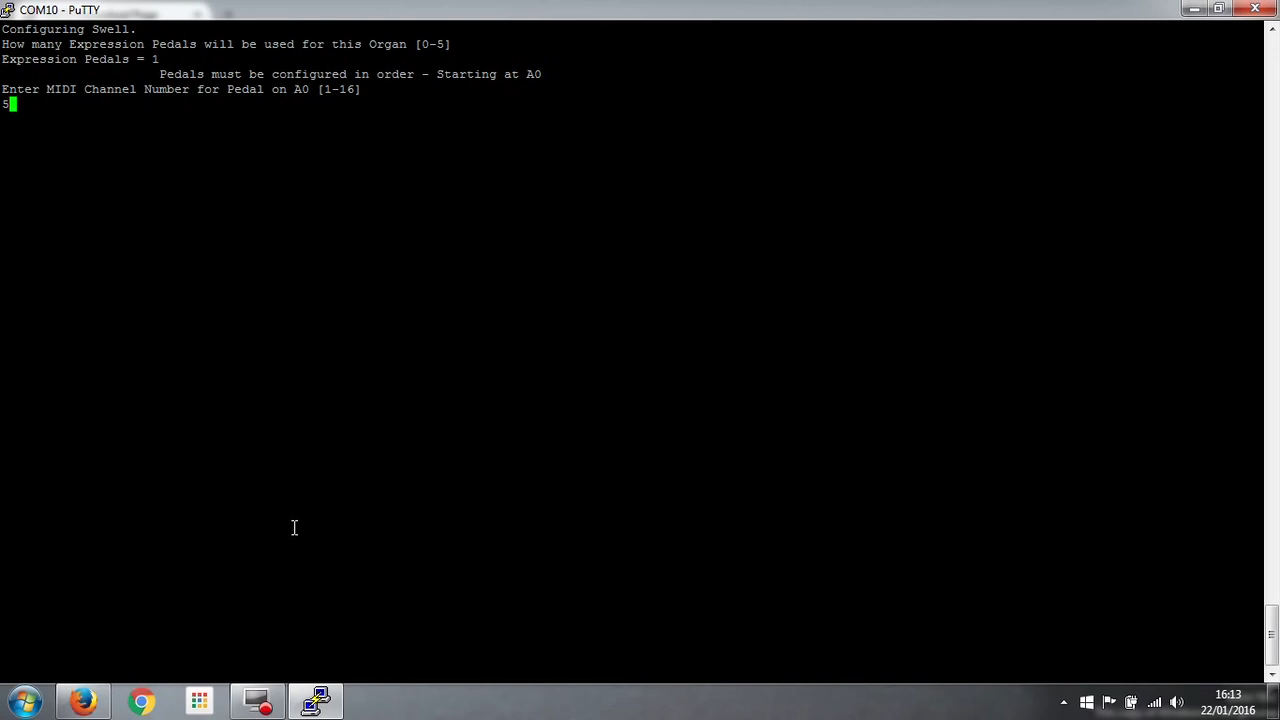 COM10 - PuTTY
Configuring Swell.
How many Expression Pedals will be used for this Organ [0-5]
Expression Pedals = 1
Pedals must be configured in order - Starting at A0
Enter MIDI Channel Number for Pedal on A0 [1-16]
5
16:13
22/01/2016